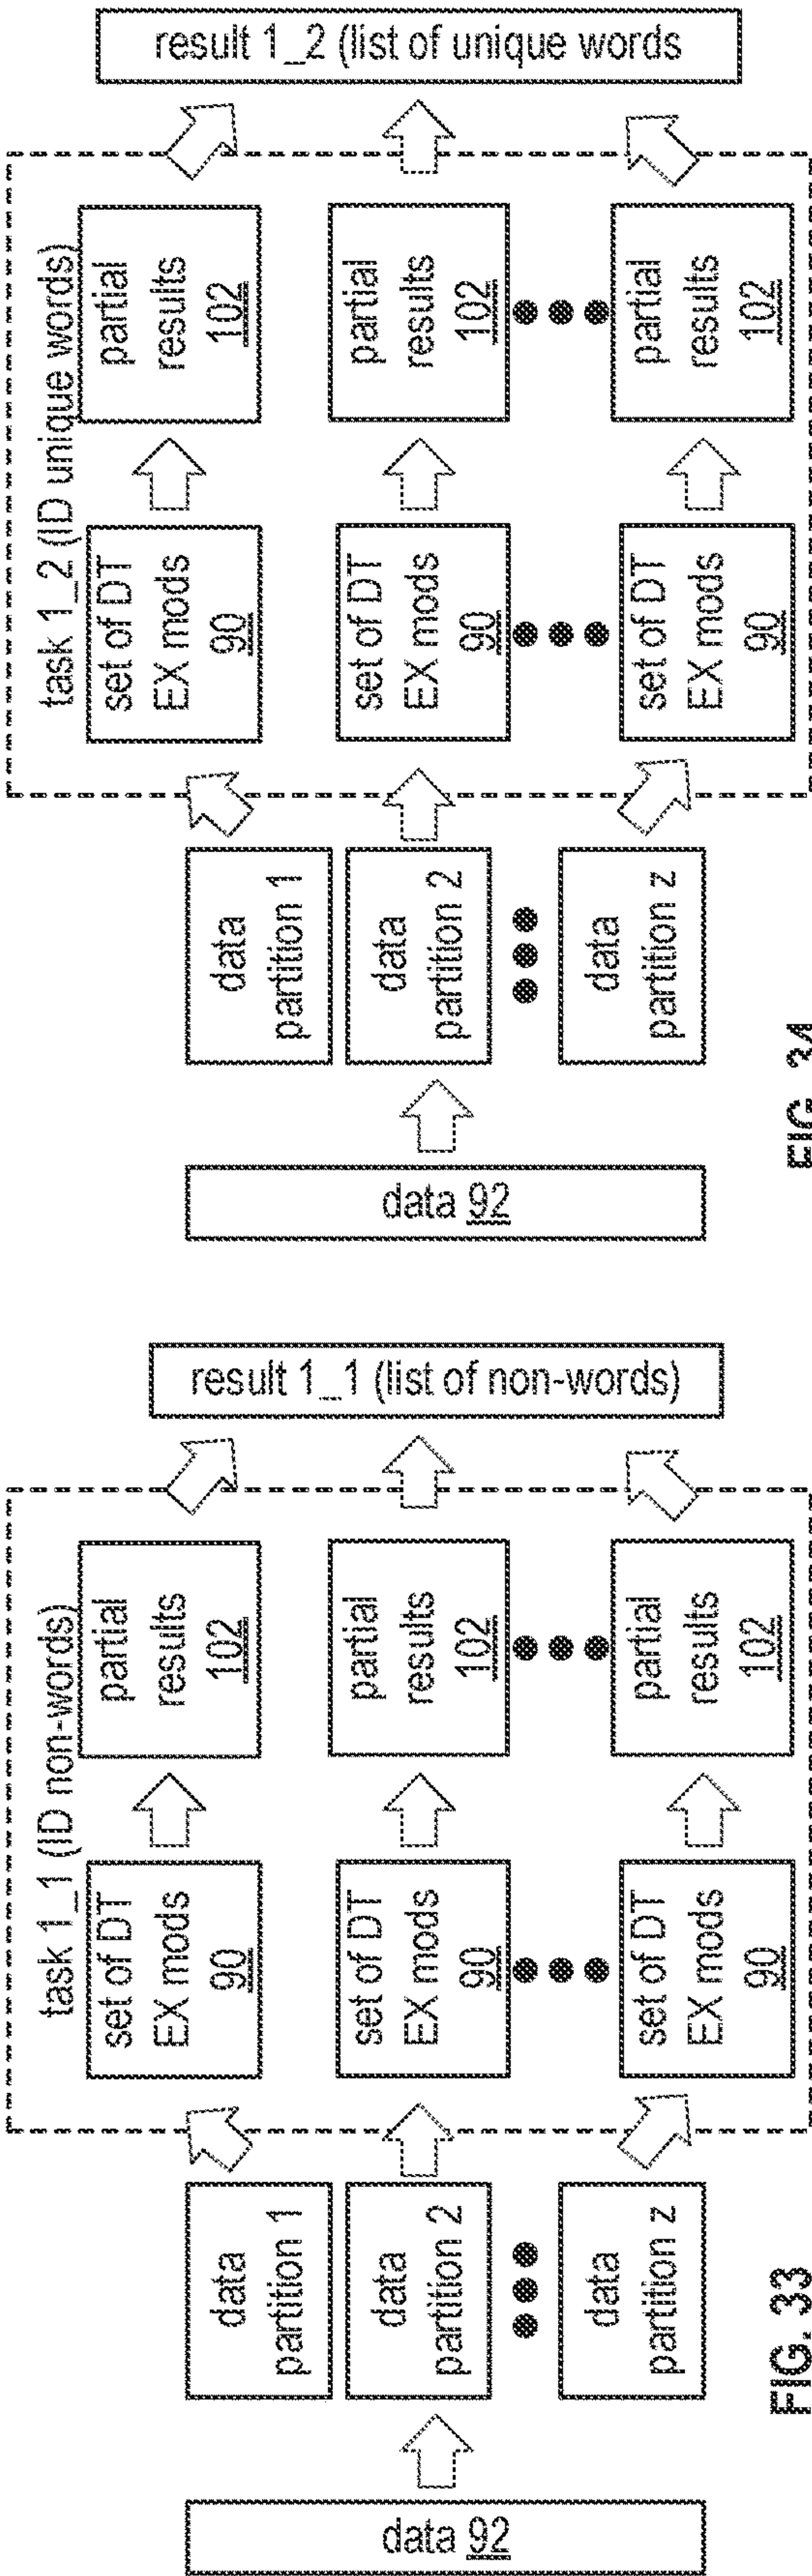 data 92
data
partition 1
data
partition 2
data
partition z
task 1_1 (ID non-words)
set of DT
EX mods
90
set of DT
EX mods
90
set of DT
EX mods
90
partial
results
102
partial
results
102
partial
results
102
result 1_1 (list of non-words)
FIG. 33
data 92
data
partition 1
data
partition 2
data
partition z
task 1_2 (ID unique words)
set of DT
EX mods
90
set of DT
EX mods
90
set of DT
EX mods
90
partial
results
102
partial
results
102
partial
results
102
result 1_2 (list of unique words
FIG. 34